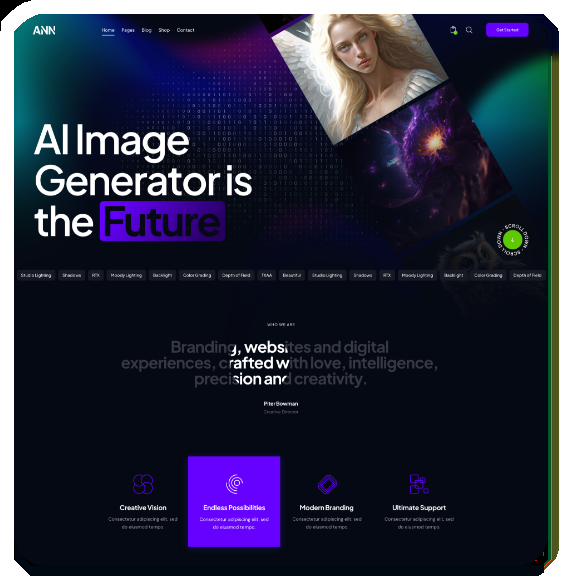 ANN
Home Pages Blog Shop Contact
Get Started
AI Image
Generator is
the Future
SCROLL DOWN - SCROLL DOWN -
Studio Lighting Shadows RTX Moody Lighting Backlight Color Grading Depth of Field TXAA Beautiful Studio Lighting Shadows RTX Moody Lighting Backlight Color Grading Depth of Field
WHO WE ARE
Branding, websites and digital
experiences, crafted with love, intelligence,
precision and creativity.
Piter Bowman
Creative Director
Creative Vision
Consectetur adipiscing elit, sed
do eiusmod tempo.
Endless Possibilities
Consectetur adipiscing elit, sed
do eiusmod tempo.
Modern Branding
Consectetur adipiscing elit, sed
do eiusmod tempo.
Ultimate Support
Consectetur adipiscing elit, sed
do eiusmod tempo.